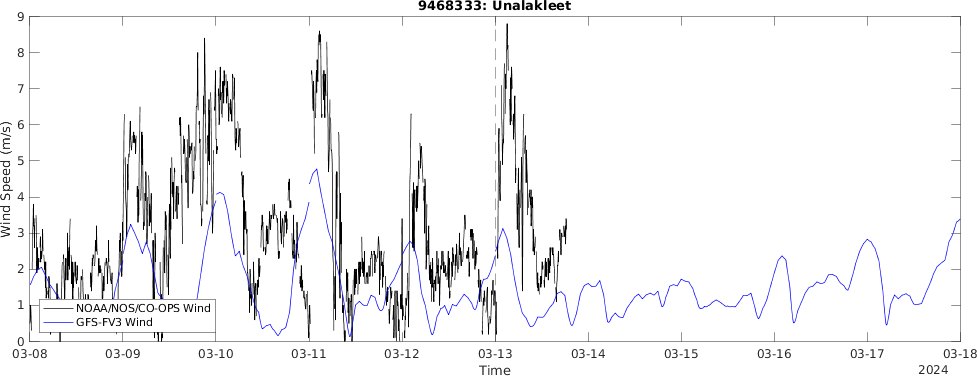 9468333: Unalakleet
Wind Speed (m/s)
9
8
7
6
5
4
3
2
1
0
NOAA/NOS/CO-OPS Wind
GFS-FV3 Wind
03-08 03-09 03-10 03-11 03-12 03-13 03-14 03-15 03-16 03-17 03-18
Time
2024